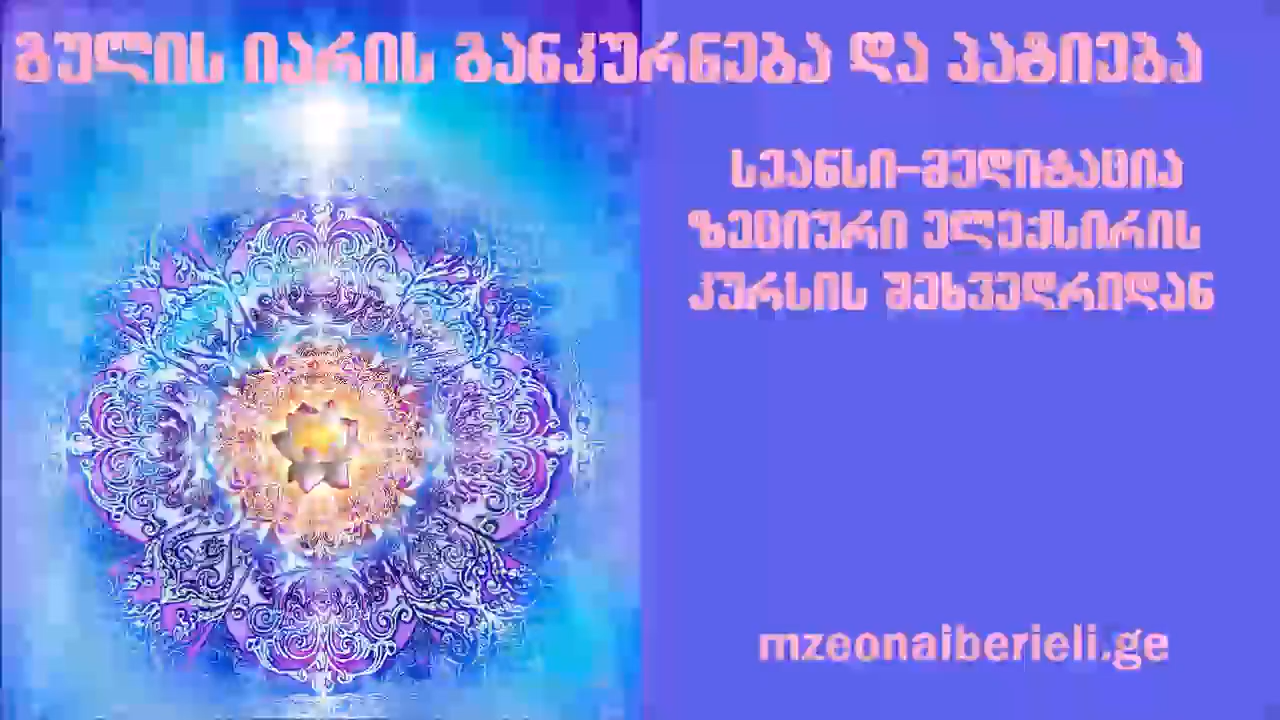 გულის იარის განკურნება და პატიება
სეანსი-მედიტაცია
ზეციური ელექსირის
კურსის შეხვედრიდან
mzeonaiberieli.ge